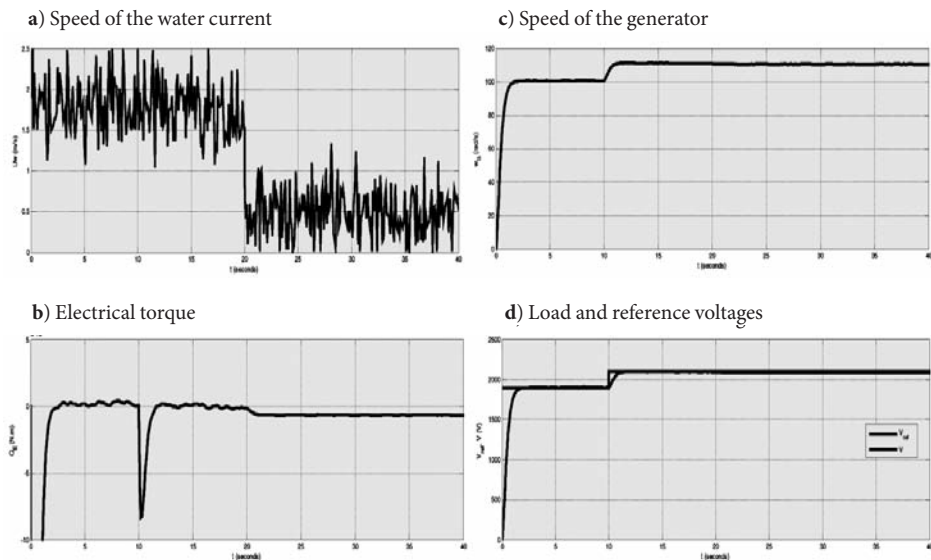 a) Speed of the water current
2.5
2
1.5
1
0.5
0
0 5 10 15 20 25 30 35 40
t (seconds)
c) Speed of the generator
120
100
80
60
40
20
0
0 5 10 15 20 25 30 35 40
t (seconds)
b) Electrical torque
5
0
-5
-10
0 5 10 15 20 25 30 35 40
t (seconds)
d) Load and reference voltages
2500
2000
1500
1000
500
0
0 5 10 15 20 25 30 35 40
t (seconds)
V_ref
V